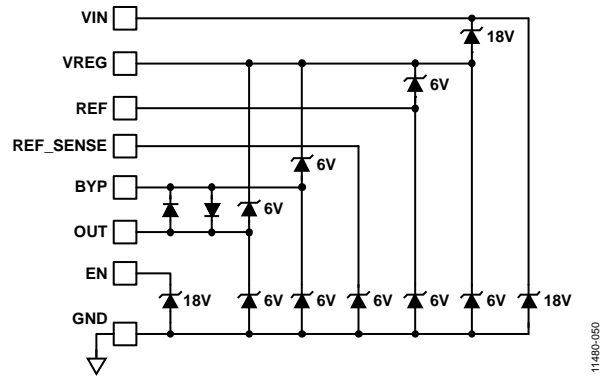 VIN
18V
VREG
6V
REF
REF_SENSE
6V
BYP
6V
OUT
EN
18V 6V 6V 6V 6V 6V 18V
GND
11480-050